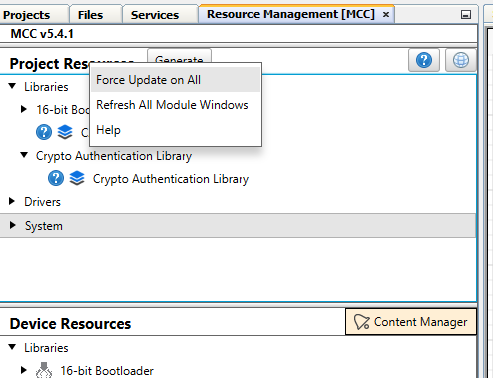 Projects Files Services Resource Management [MCC] ×
MCC v5.4.1
Project Resources Generate
Force Update on All
Libraries
Refresh All Module Windows
16-bit Boo
Help
C
Crypto Authentication Library
Crypto Authentication Library
Drivers
System
Device Resources Content Manager
Libraries
16-bit Bootloader